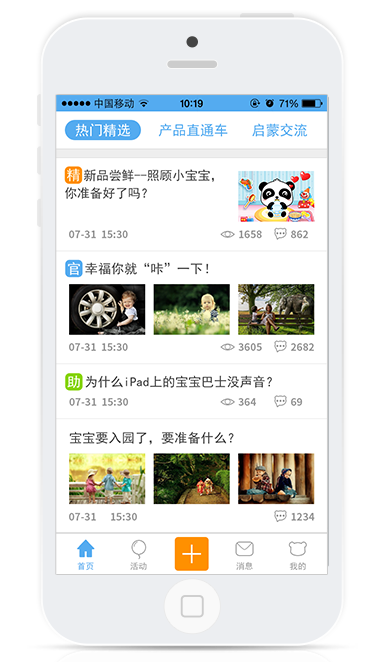 中国移动 10:19 71%
热门精选 产品直通车 启蒙交流
精 新品尝鲜--照顾小宝宝，
你准备好了吗？
07-31 15:30 1658 862
官 幸福你就“咔”一下！
07-31 15:30 3605 2682
助 为什么iPad上的宝宝巴士没声音？
07-31 15:30 364 69
宝宝要入园了，要准备什么？
07-31 15:30 1234
首页 活动 消息 我的